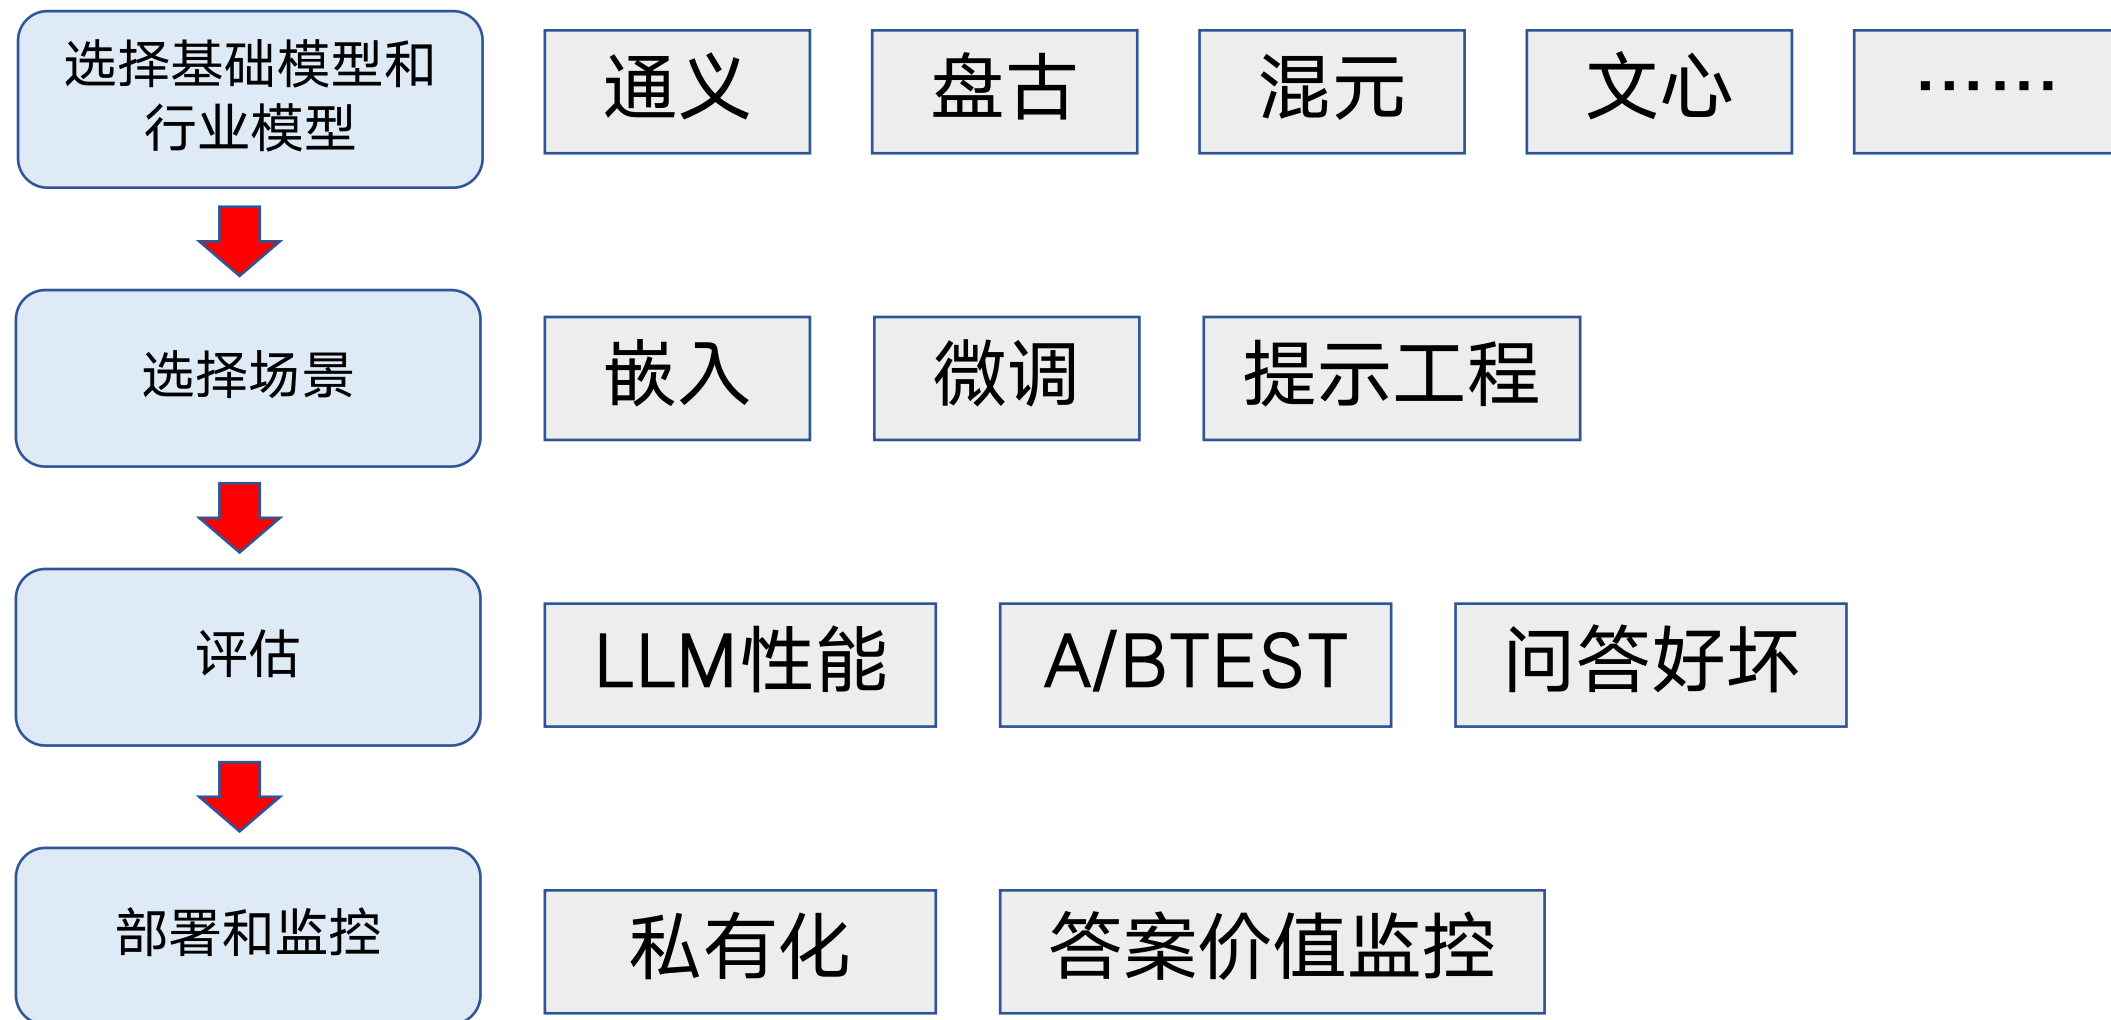 选择基础模型和
行业模型
通义
盘古
混元
文心
······
选择场景
嵌入
微调
提示工程
评估
LLM性能
A/BTEST
问答好坏
部署和监控
私有化
答案价值监控